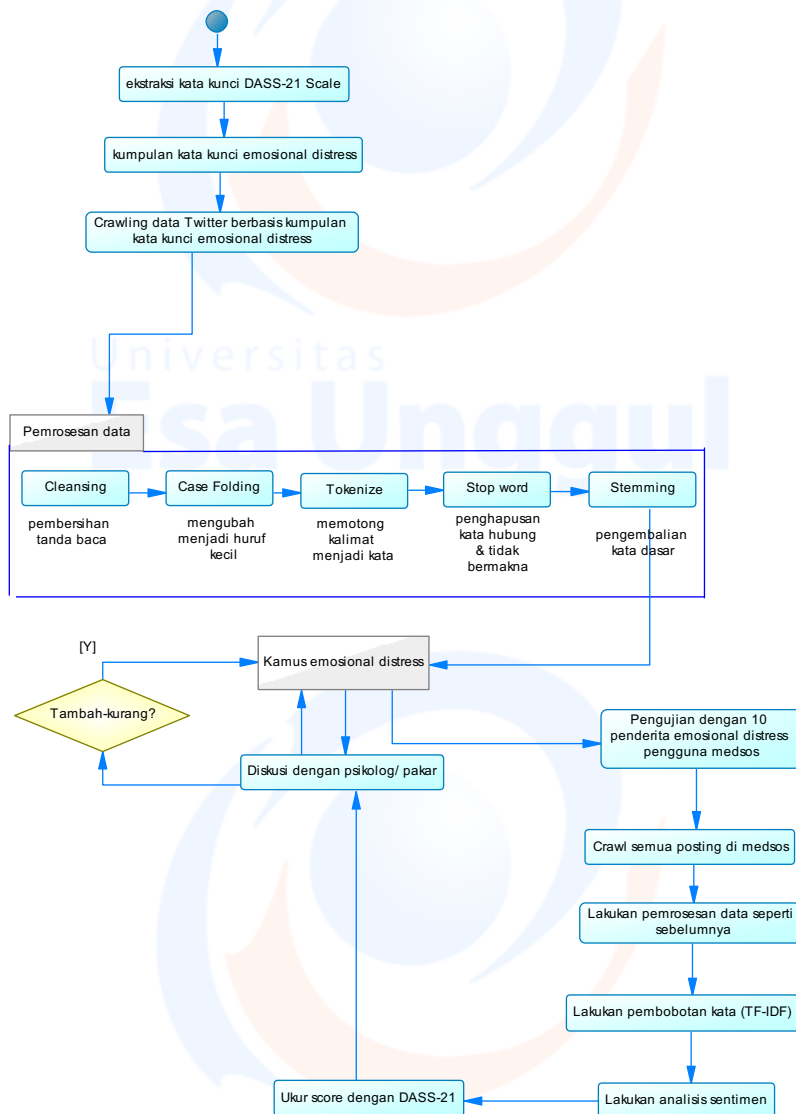 ekstraksi kata kunci DASS-21 Scale
kumpulan kata kunci emosional distress
Crawling data Twitter berbasis kumpulan
kata kunci emosional distress
Universitas
Esa Unggul
Pemrosesan data
Cleansing
Case Folding
Tokenize
Stop word
Stemming
pembersihan
tanda baca
mengubah
menjadi huruf
kecil
memotong
kalimat
menjadi kata
penghapusan
kata hubung
& tidak
bermakna
pengembalian
kata dasar
[Y]
Kamus emosional distress
Tambah-kurang?
Diskusi dengan psikolog/ pakar
Pengujian dengan 10
penderita emosional distress
pengguna medsos
Crawl semua posting di medsos
Lakukan pemrosesan data seperti
sebelumnya
Lakukan pembobotan kata (TF-IDF)
Lakukan analisis sentimen
Ukur score dengan DASS-21